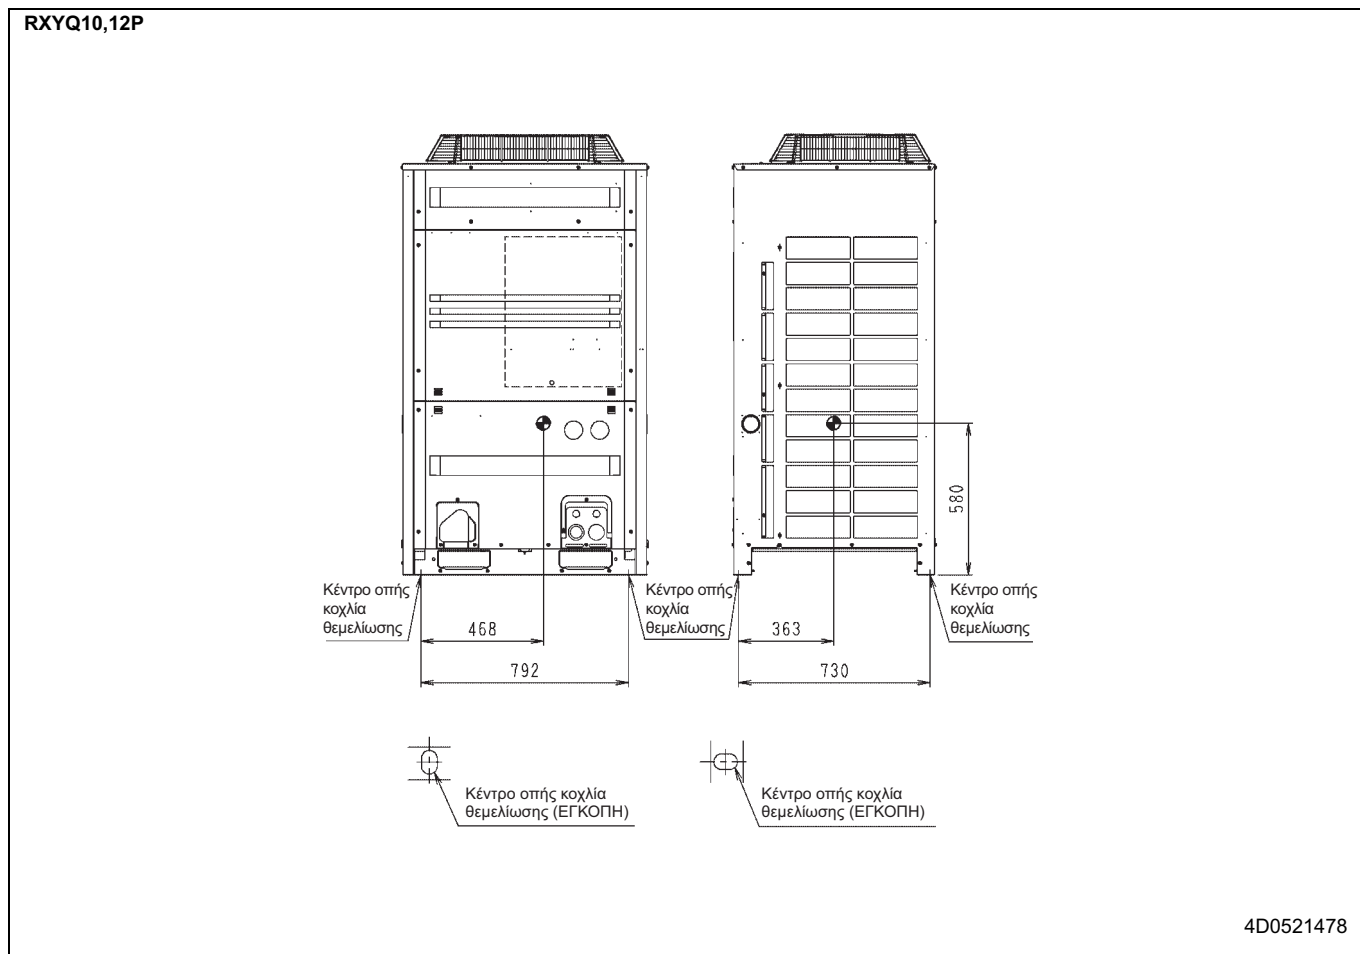 RXYQ10,12P
580
Κέντρο οπής
κοχλία
θεμελίωσης
Κέντρο οπής
κοχλία
θεμελίωσης
Κέντρο οπής
κοχλία
θεμελίωσης
468
363
792
730
Κέντρο οπής κοχλία
θεμελίωσης (ΕΓΚΟΠΗ)
Κέντρο οπής κοχλία
θεμελίωσης (ΕΓΚΟΠΗ)
4D0521478